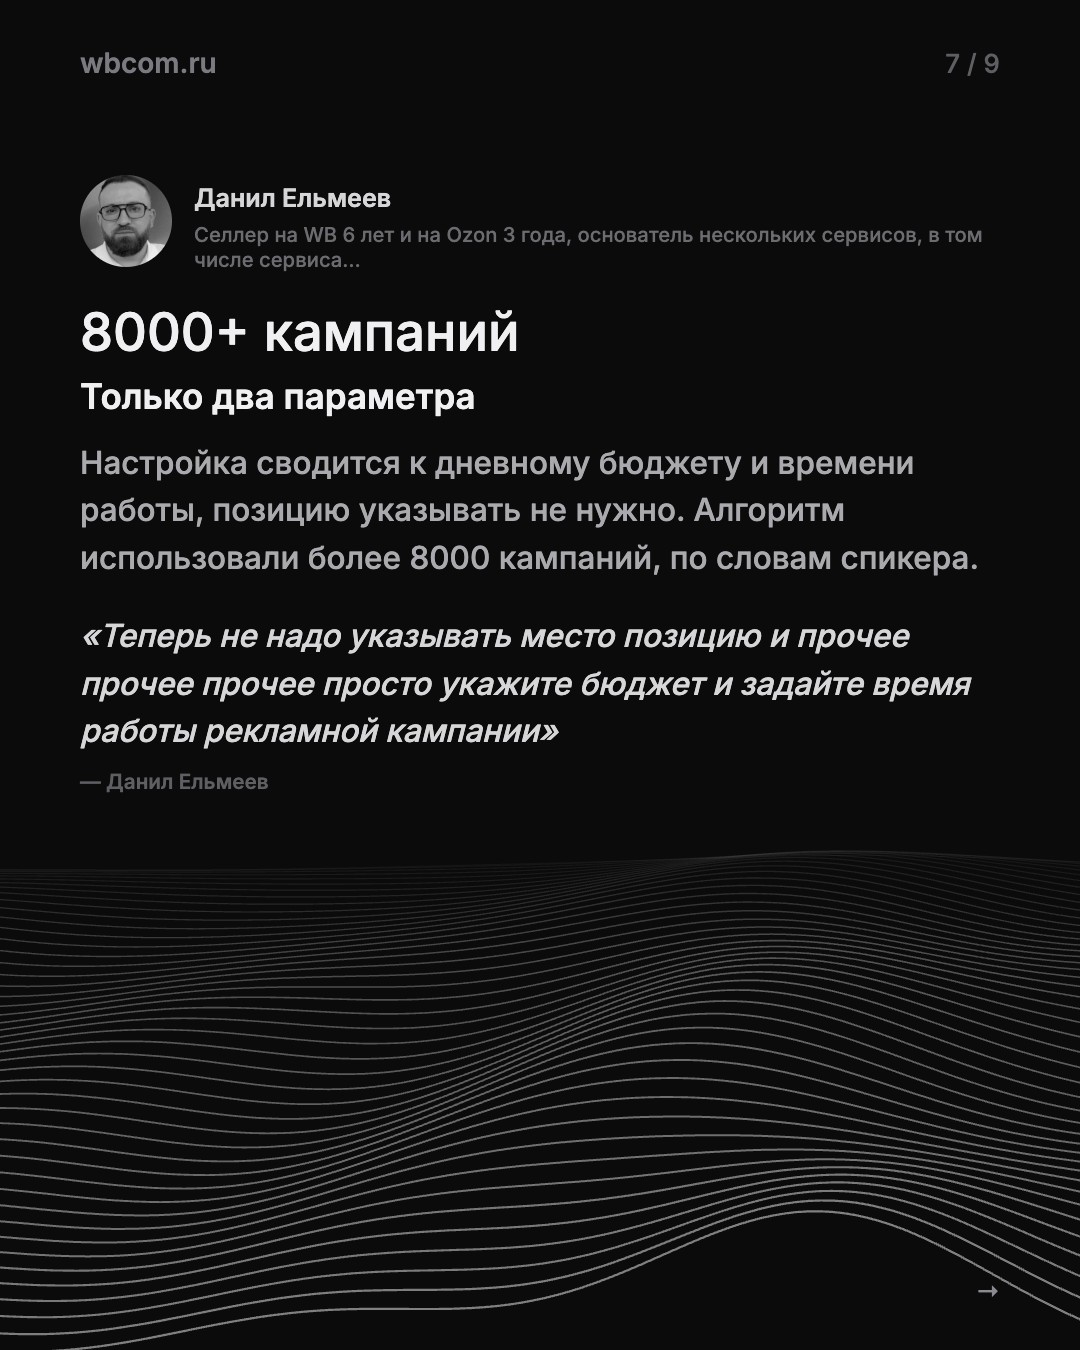 wbcom.ru
7 / 9
Данил Ельмеев
Селлер на WB 6 лет и на Ozon 3 года, основатель нескольких сервисов, в том
числе сервиса...
8000+ кампаний
Только два параметра
Настройка сводится к дневному бюджету и времени
работы, позицию указывать не нужно. Алгоритм
использовали более 8000 кампаний, по словам спикера.
«Теперь не надо указывать место позицию и прочее
прочее прочее просто укажите бюджет и задайте время
работы рекламной кампании»
— Данил Ельмеев
→